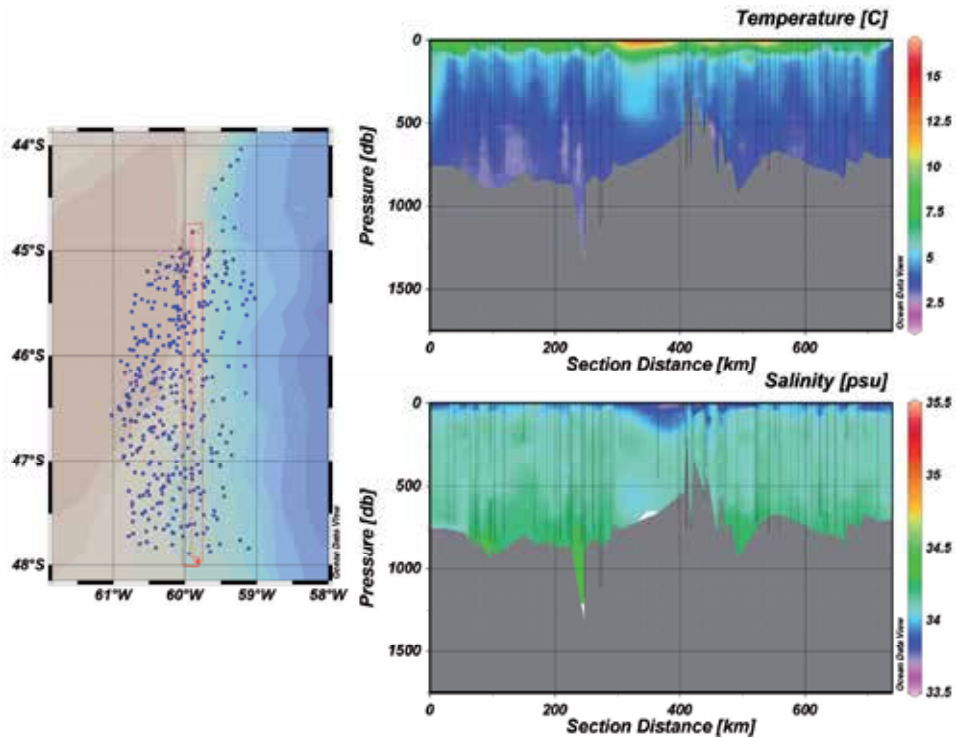 44°S
45°S
46°S
47°S
48°S
61°W 60°W 59°W 58°W
Ocean Data View
Temperature [C]
0
500
1000
1500
Pressure [db]
0 200 400 600
Section Distance [km]
15
12.5
10
7.5
5
2.5
Ocean Data View
Salinity [psu]
0
500
1000
1500
Pressure [db]
0 200 400 600
Section Distance [km]
35.5
35
34.5
34
33.5
Ocean Data View